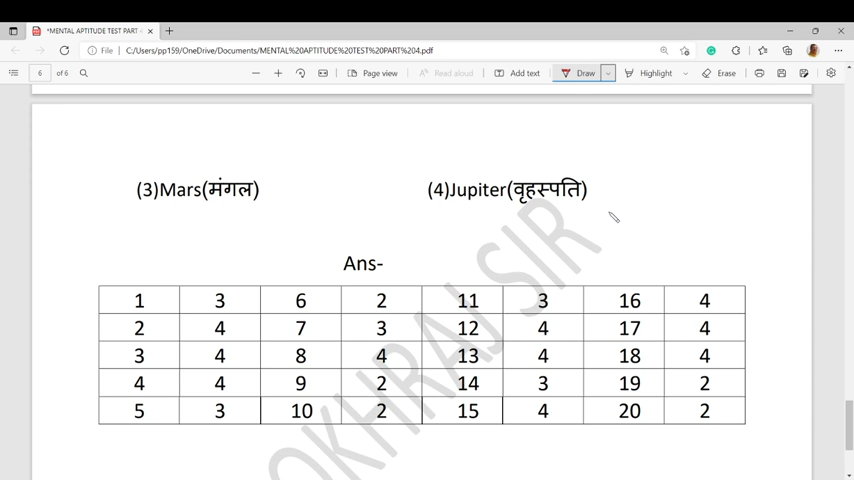 *MENTAL APTITUDE TEST PART
File C:/Users/pp159/OneDrive/Documents/MENTAL%20APTITUDE%20TEST%20PART%204.pdf
6 of 6 Page view Read aloud Add text Draw Highlight Erase
(3)Mars(मंगल) (4)Jupiter(वृहस्पति)
Ans-
1 3 6 2 11 3 16 4
2 4 7 3 12 4 17 4
3 4 8 4 13 4 18 4
4 4 9 2 14 3 19 2
5 3 10 2 15 4 20 2
OKHRAJ SIR